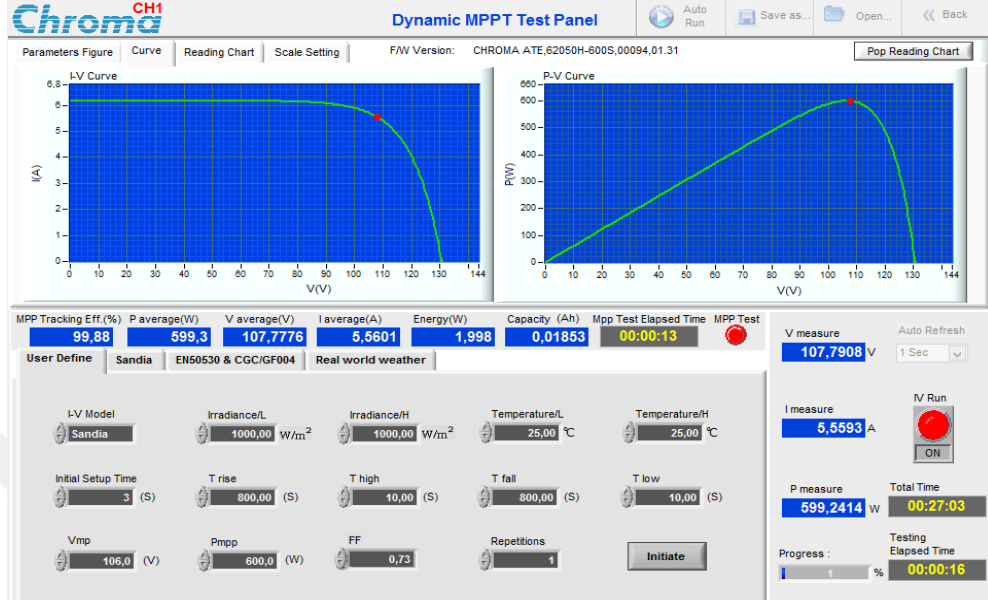 Chroma CH1
Dynamic MPPT Test Panel
Auto Run
Save as...
Open...
Back
Parameters Figure Curve Reading Chart Scale Setting F/W Version: CHROMA ATE,62050H-600S,00094,01.31 Pop Reading Chart
I-V Curve
6,8
6
5
4
3
2
1
0
I(A)
0 10 20 30 40 50 60 70 80 90 100 110 120 130 144
V(V)
P-V Curve
660
600
500
400
300
200
100
0
P(W)
0 10 20 30 40 50 60 70 80 90 100 110 120 130 144
V(V)
MPP Tracking Eff.(%) P average(W) V average(V) I average(A) Energy(W) Capacity (Ah) Mpp Test Elapsed Time MPP Test
99,88 599,3 107,7776 5,5601 1,998 0,01853 00:00:13
User Define Sandia EN50530 & CGC/GF004 Real world weather
I-V Model Irradiance/L Irradiance/H Temperature/L Temperature/H
Sandia 1000,00 W/m² 1000,00 W/m² 25,00 ℃ 25,00 ℃
Initial Setup Time T rise T high T fall T low
3 (S) 800,00 (S) 10,00 (S) 800,00 (S) 10,00 (S)
Vmp Pmpp FF Repetitions
106,0 (V) 600,0 (W) 0,73 1 Initiate
V measure Auto Refresh
107,7908 V 1 Sec
I measure IV Run
5,5593 A
ON
P measure Total Time
599,2414 W 00:27:03
Testing
Progress : Elapsed Time
1 % 00:00:16